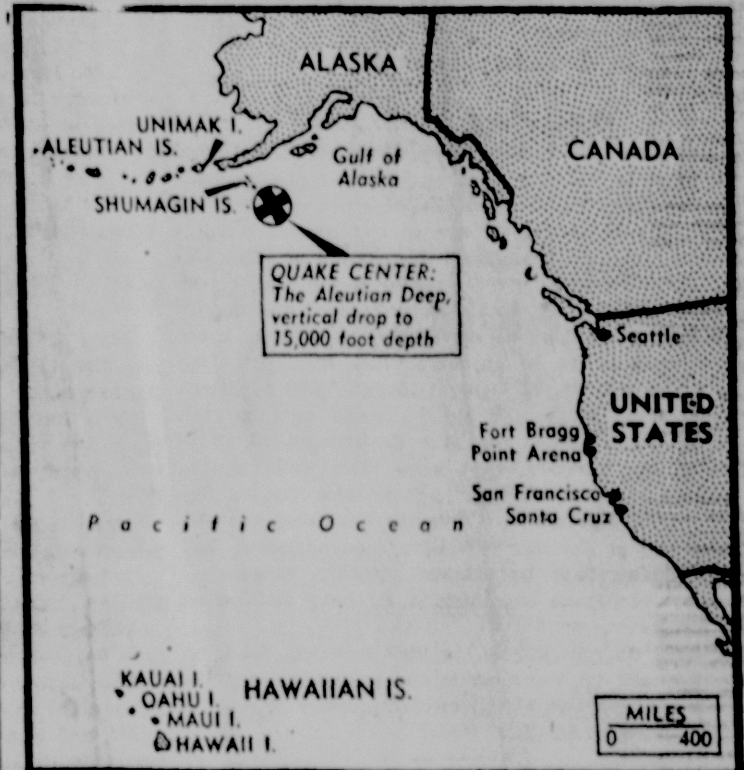 ALASKA
UNIMAK I.
ALEUTIAN IS.
Gulf of
Alaska
CANADA
SHUMAGIN IS.
QUAKE CENTER:
The Aleutian Deep,
vertical drop to
15,000 foot depth
Seattle
UNITED
STATES
Fort Bragg
Point Arena
San Francisco
Santa Cruz
Pacific Ocean
KAUAI I.
OAHU I.
MAUI I.
HAWAII I.
HAWAIIAN IS.
MILES
0 400